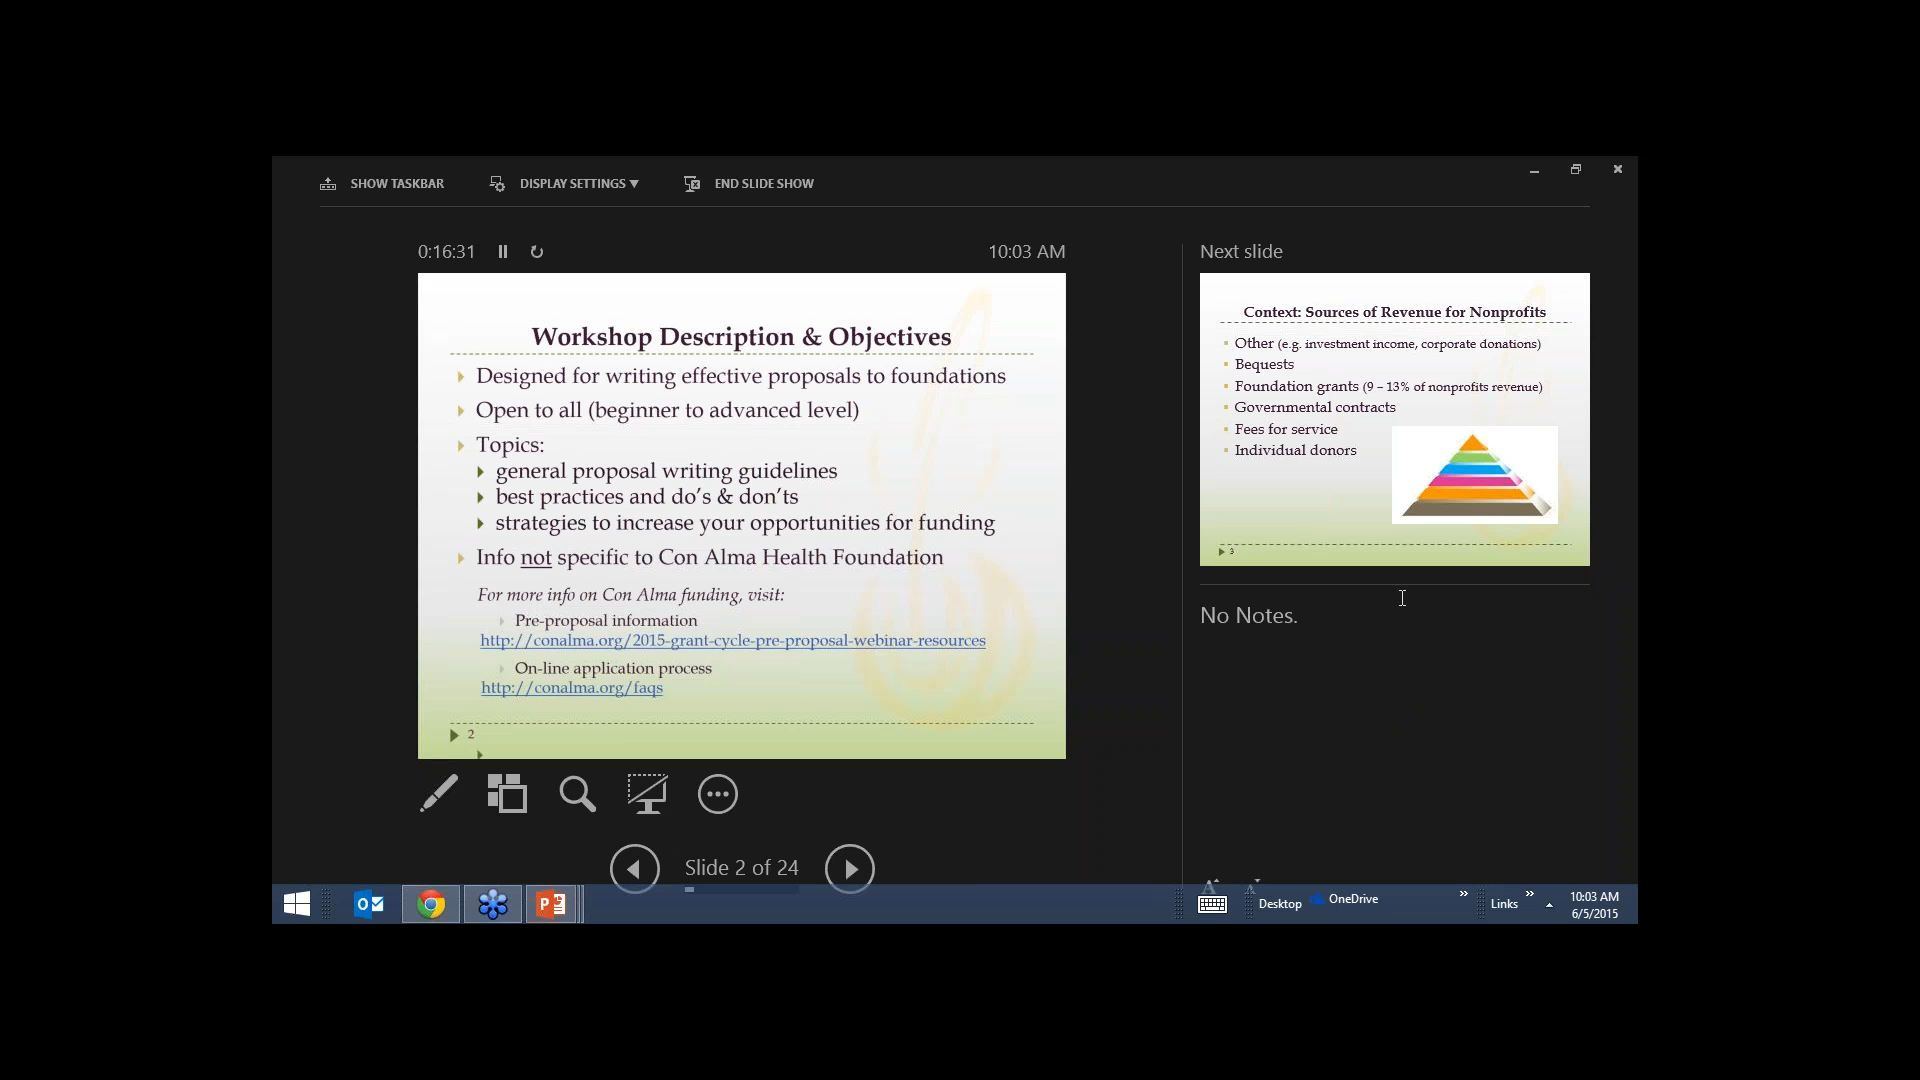 SHOW TASKBAR
DISPLAY SETTINGS ▼
END SLIDE SHOW
0:16:31
10:03 AM
Workshop Description & Objectives
Designed for writing effective proposals to foundations
Open to all (beginner to advanced level)
Topics:
general proposal writing guidelines
best practices and do’s & don’ts
strategies to increase your opportunities for funding
Info not specific to Con Alma Health Foundation
For more info on Con Alma funding, visit:
Pre-proposal information
http://conalma.org/2015-grant-cycle-pre-proposal-webinar-resources
On-line application process
http://conalma.org/faqs
2
Next slide
Context: Sources of Revenue for Nonprofits
Other (e.g. investment income, corporate donations)
Bequests
Foundation grants (9 – 13% of nonprofits revenue)
Governmental contracts
Fees for service
Individual donors
3
No Notes.
Slide 2 of 24
Desktop
OneDrive
Links
10:03 AM
6/5/2015